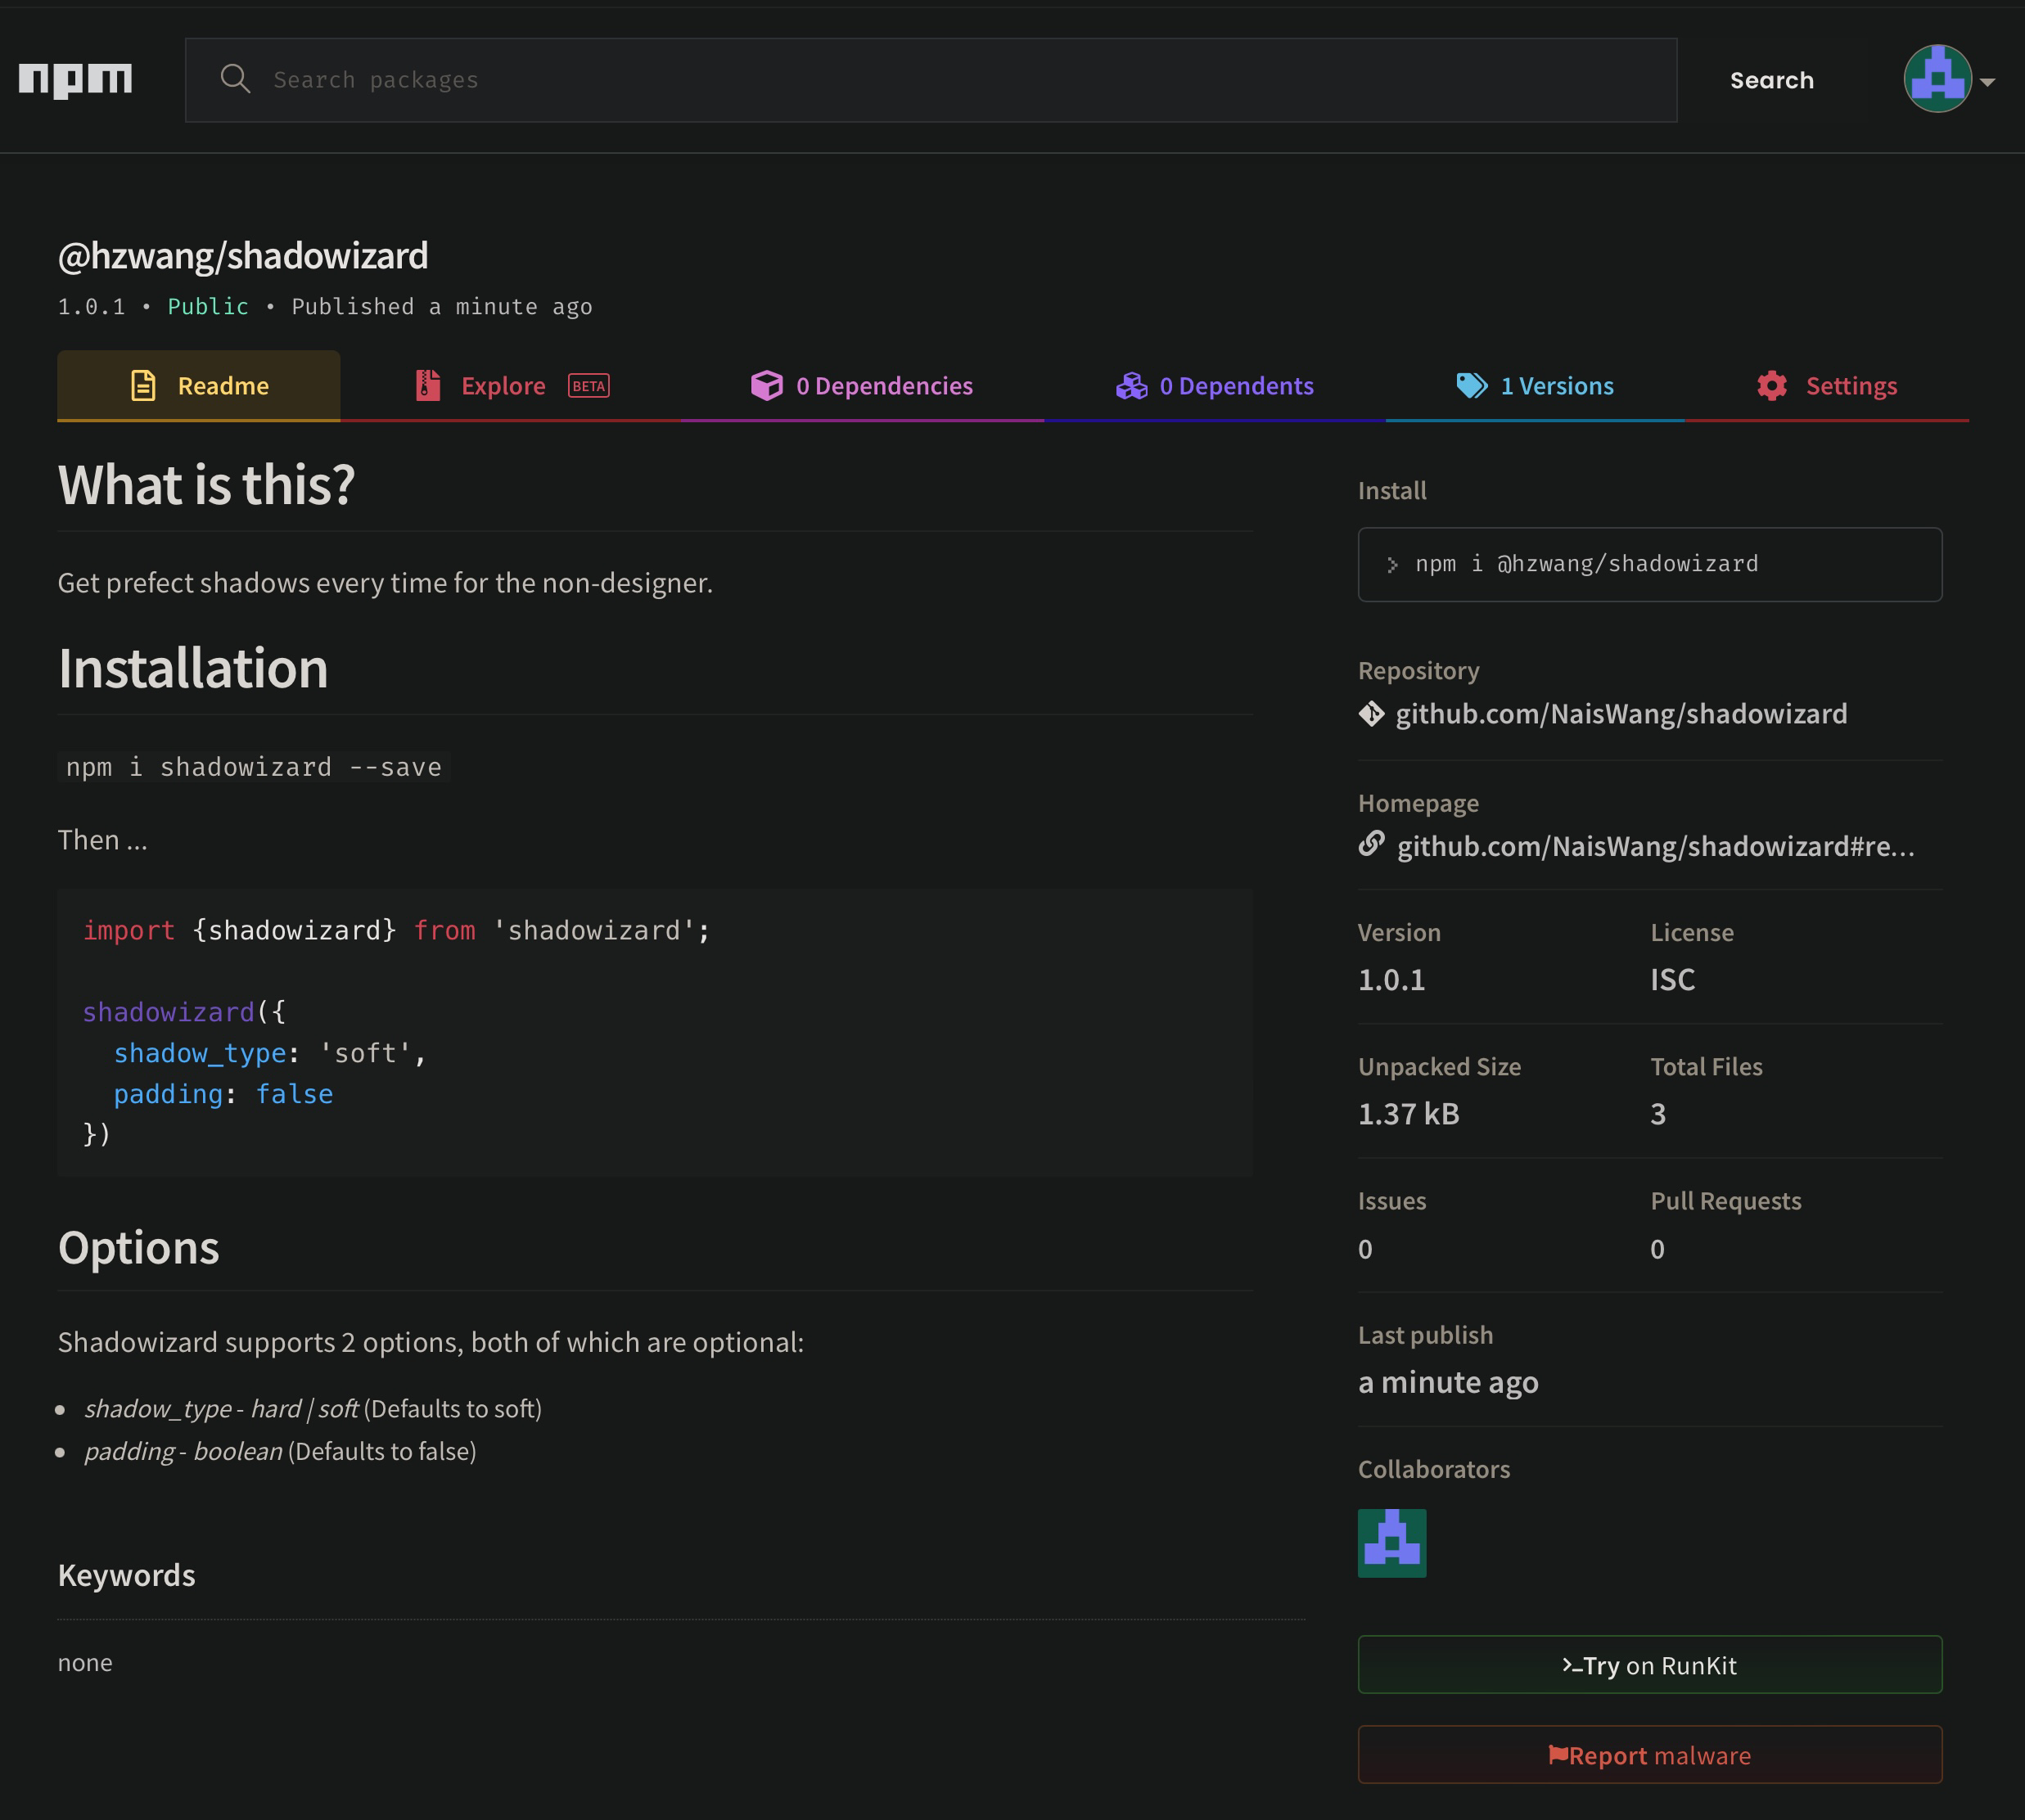 npm
Search packages
Search
@hzwang/shadowizard
1.0.1 • Public • Published a minute ago
Readme
Explore BETA
0 Dependencies
0 Dependents
1 Versions
Settings
What is this?
Get prefect shadows every time for the non-designer.
Installation
npm i shadowizard --save
Then ...
import {shadowizard} from 'shadowizard';
shadowizard({
  shadow_type: 'soft',
  padding: false
})
Options
Shadowizard supports 2 options, both of which are optional:
• shadow_type - hard | soft (Defaults to soft)
• padding - boolean (Defaults to false)
Keywords
none
Install
npm i @hzwang/shadowizard
Repository
github.com/NaisWang/shadowizard
Homepage
github.com/NaisWang/shadowizard#re...
Version License
1.0.1 ISC
Unpacked Size Total Files
1.37 kB 3
Issues Pull Requests
0 0
Last publish
a minute ago
Collaborators
Try on RunKit
Report malware